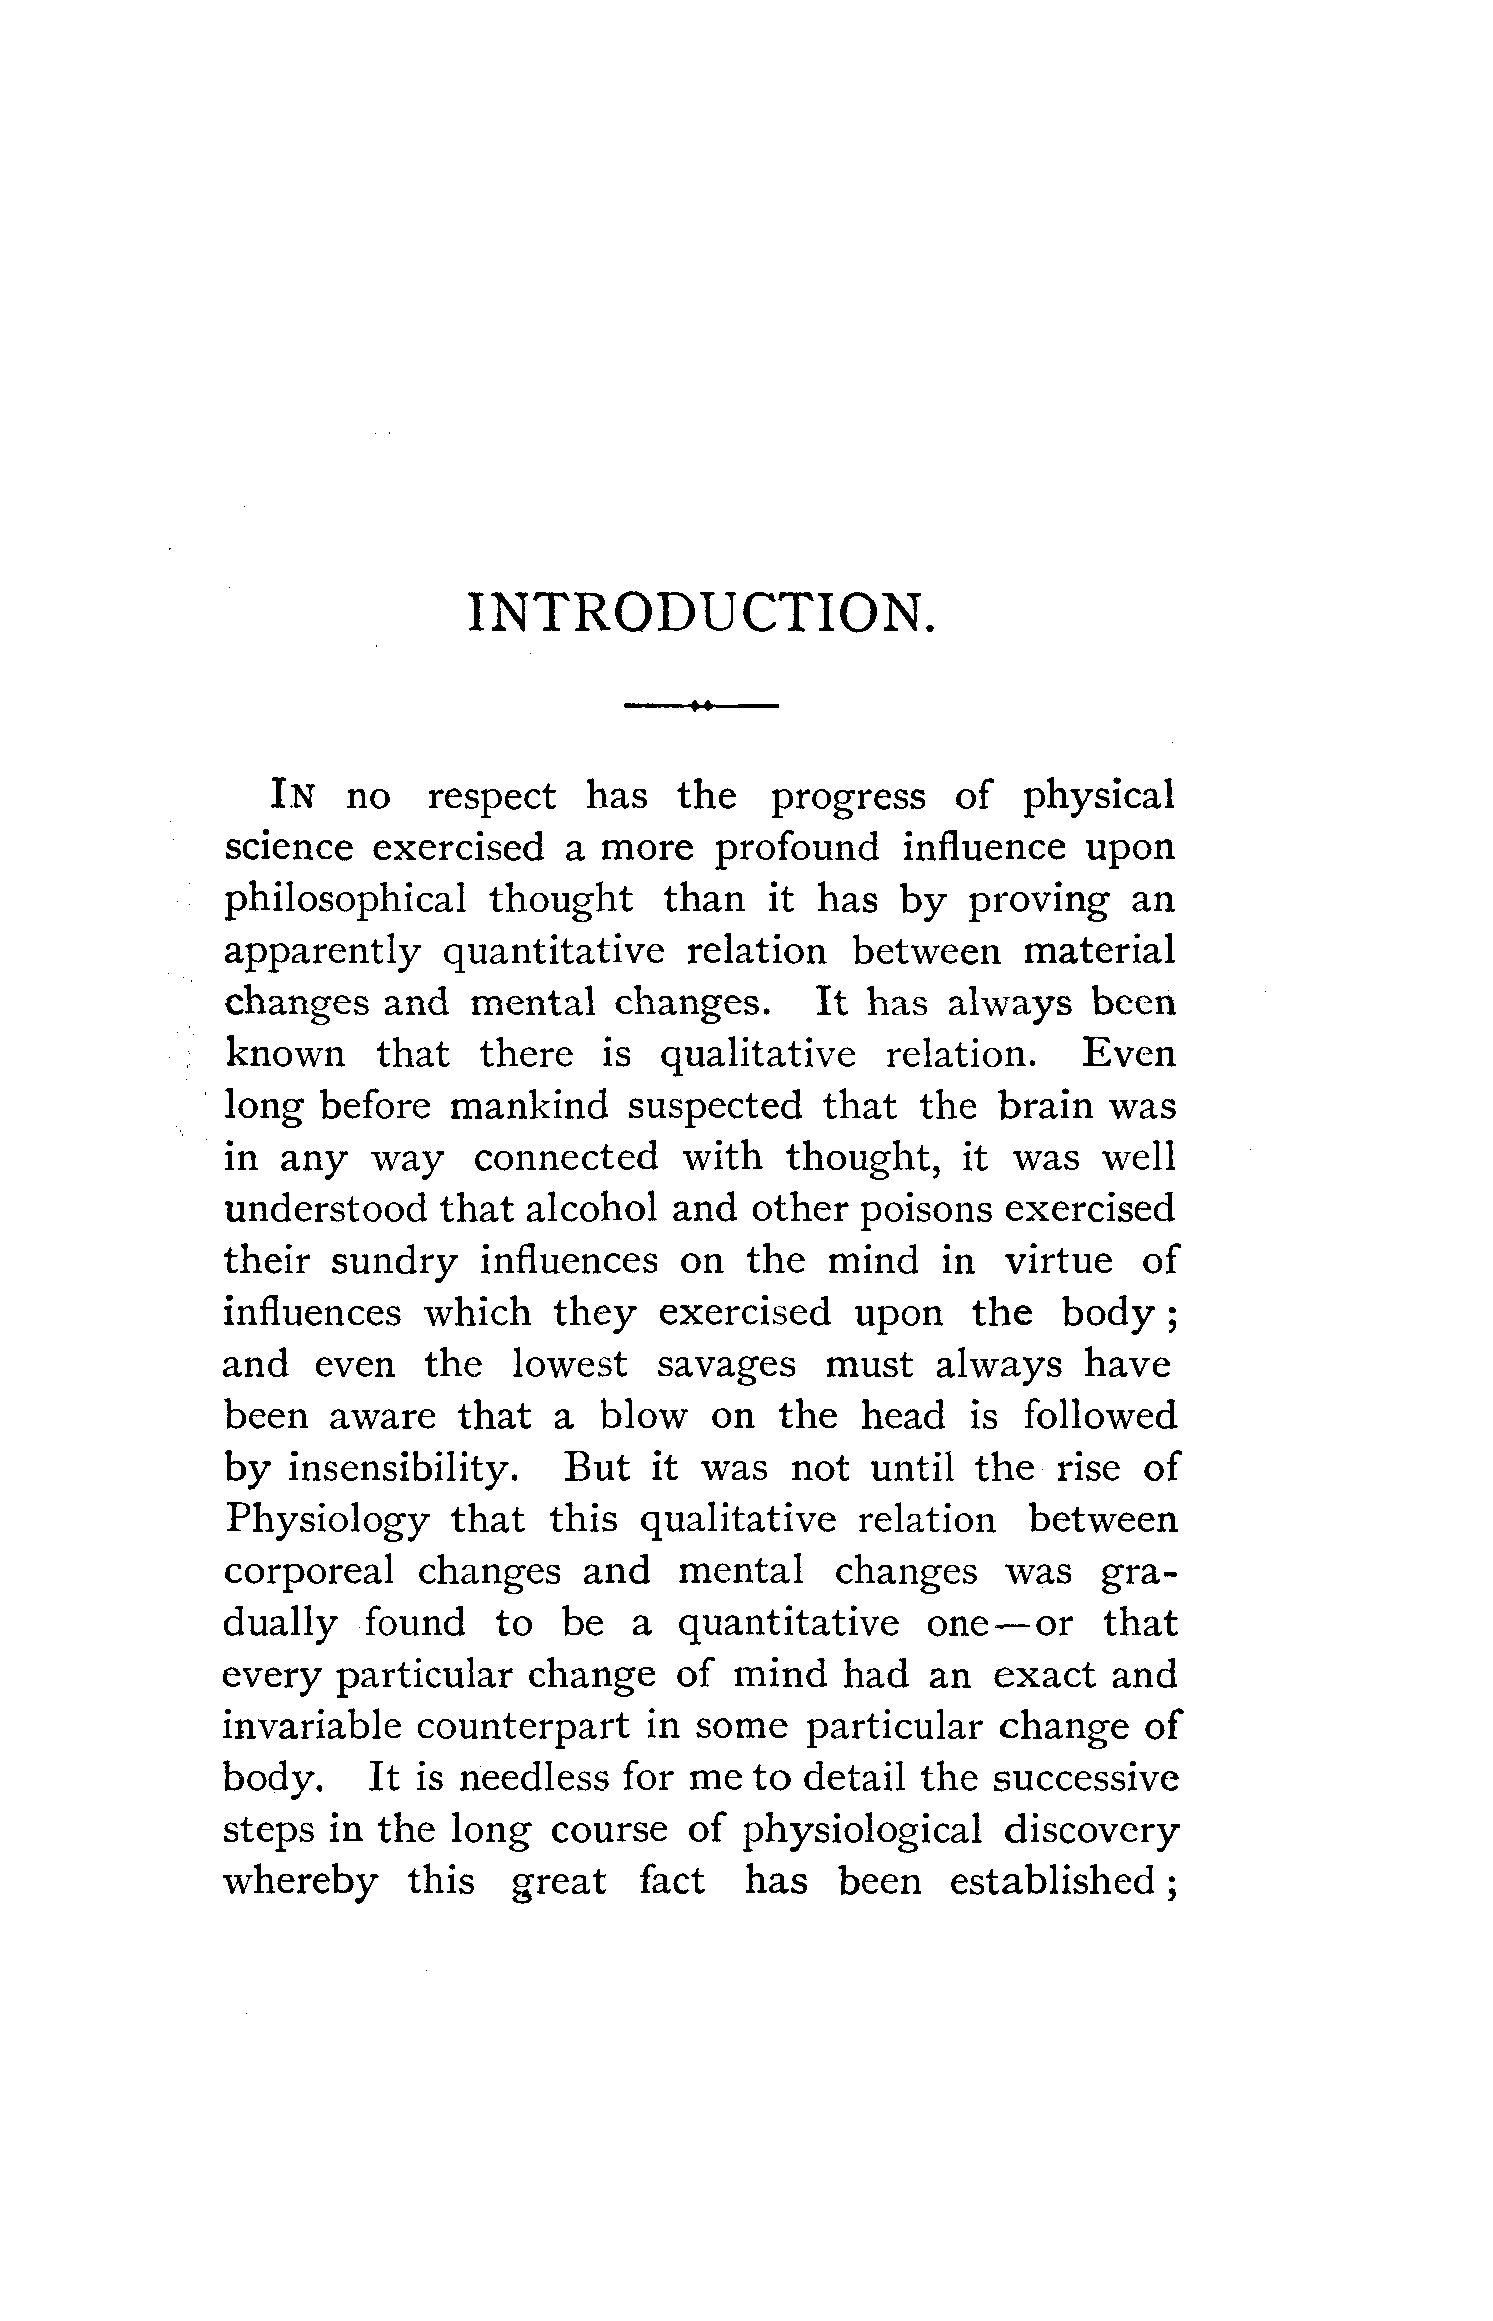 INTRODUCTION.
IN no respect has the progress of physical
science exercised a more profound influence upon
philosophical thought than it has by proving an
apparently quantitative relation between material
changes and mental changes. It has always been
known that there is qualitative relation. Even
long before mankind suspected that the brain was
in any way connected with thought, it was well
understood that alcohol and other poisons exercised
their sundry influences on the mind in virtue of
influences which they exercised upon the body ;
and even the lowest savages must always have
been aware that a blow on the head is followed
by insensibility. But it was not until the rise of
Physiology that this qualitative relation between
corporeal changes and mental changes was gra-
dually found to be a quantitative one—or that
every particular change of mind had an exact and
invariable counterpart in some particular change of
body. It is needless for me to detail the successive
steps in the long course of physiological discovery
whereby this great fact has been established ;